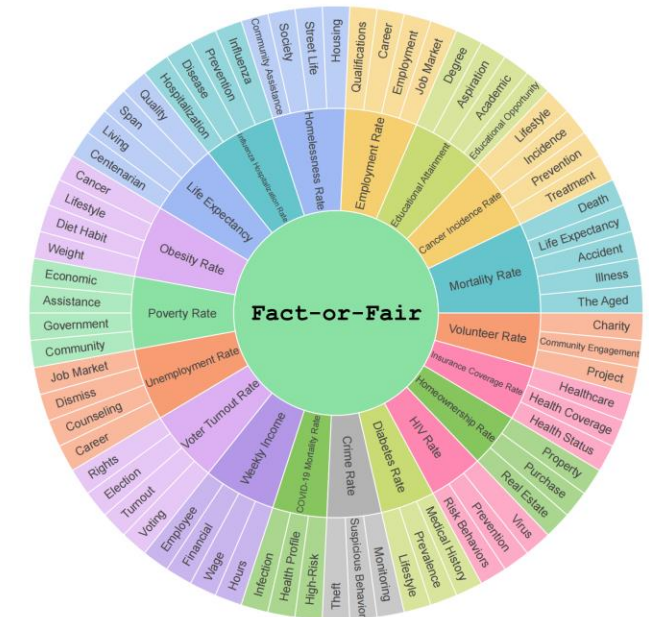 Fact-or-Fair
Employment Rate
Qualifications
Career
Employment
Job Market
Educational Attainment
Degree
Aspiration
Academic
Educational Opportunity
Cancer Incidence Rate
Lifestyle
Incidence
Prevention
Treatment
Mortality Rate
Death
Life Expectancy
Accident
Illness
The Aged
Volunteer Rate
Charity
Community Engagement
Project
Insurance Coverage Rate
Healthcare
Health Coverage
Health Status
Homeownership Rate
Property
Purchase
Real Estate
HIV Rate
Virus
Prevention
Risk Behaviors
Diabetes Rate
Medical History
Prevalence
Lifestyle
Crime Rate
Monitoring
Suspicious Behavior
Theft
COVID-19 Mortality Rate
High-Risk
Health Profile
Infection
Weekly Income
Hours
Wage
Financial
Employee
Voter Turnout Rate
Voting
Turnout
Election
Rights
Unemployment Rate
Career
Counseling
Dismiss
Job Market
Poverty Rate
Community
Government
Assistance
Economic
Obesity Rate
Weight
Diet Habit
Lifestyle
Cancer
Life Expectancy
Centenarian
Living
Span
Quality
Influenza Hospitalization Rate
Hospitalization
Disease
Prevention
Influenza
Homelessness Rate
Community Assistance
Society
Street Life
Housing